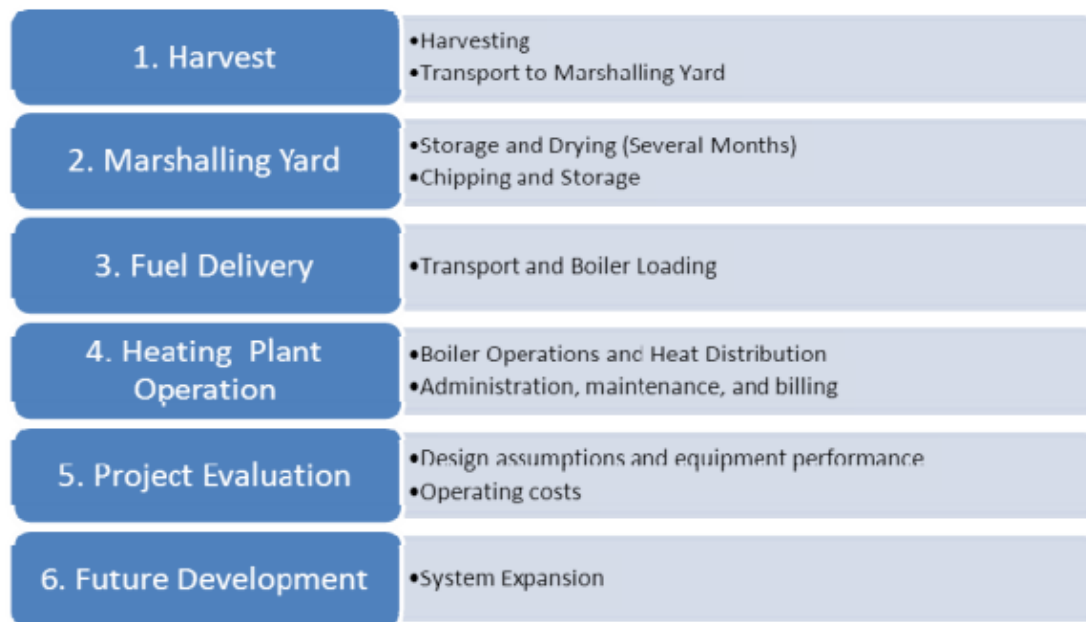 1. Harvest
•Harvesting
•Transport to Marshalling Yard
2. Marshalling Yard
•Storage and Drying (Several Months)
•Chipping and Storage
3. Fuel Delivery
•Transport and Boiler Loading
4. Heating Plant
Operation
•Boiler Operations and Heat Distribution
•Administration, maintenance, and billing
5. Project Evaluation
•Design assumptions and equipment performance
•Operating costs
6. Future Development
•System Expansion